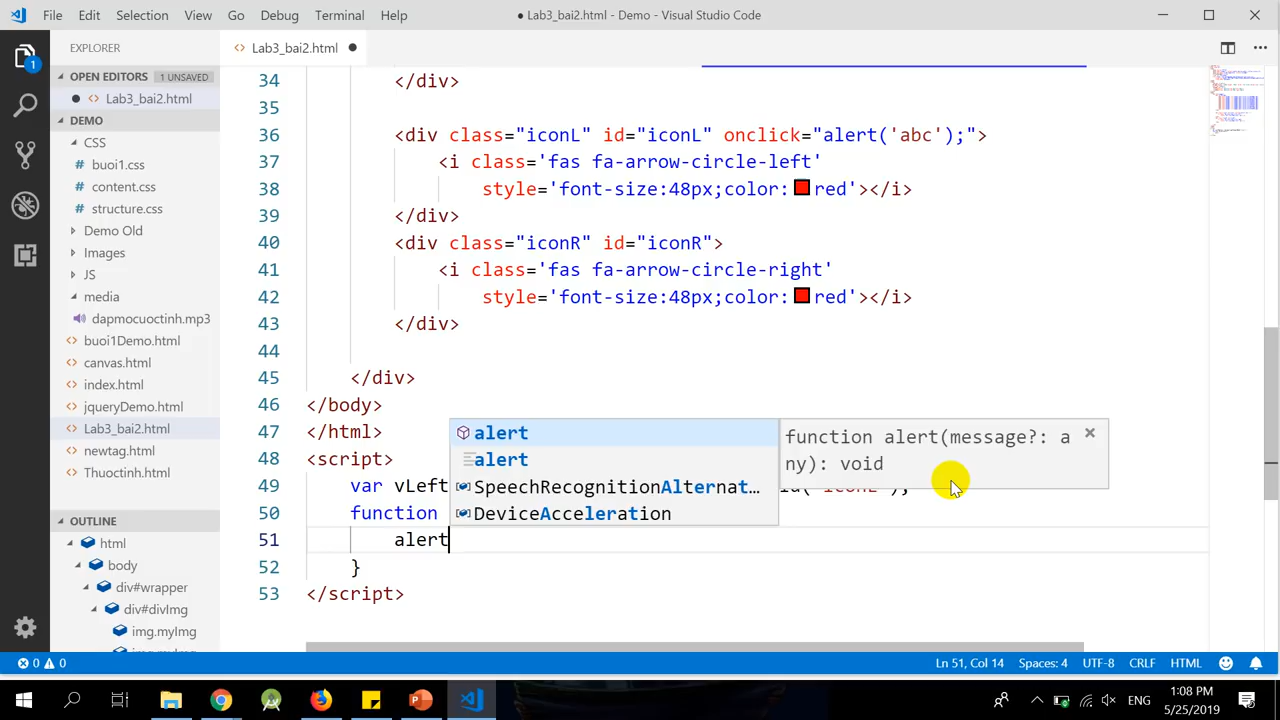 File Edit Selection View Go Debug Terminal Help
● Lab3_bai2.html - Demo - Visual Studio Code
EXPLORER
OPEN EDITORS 1 UNSAVED
Lab3_bai2.html
DEMO
CSS
buoi1.css
content.css
structure.css
Demo Old
Images
JS
media
dapmocuoctinh.mp3
buoi1Demo.html
canvas.html
index.html
jqueryDemo.html
Lab3_bai2.html
newtag.html
Thuoctinh.html
OUTLINE
html
body
div#wrapper
div#divImg
img.myImg
1
Lab3_bai2.html
34 </div>
35
36 <div class="iconL" id="iconL" onclick="alert('abc');">
37 <i class='fas fa-arrow-circle-left'
38 style='font-size:48px;color:red'></i>
39 </div>
40 <div class="iconR" id="iconR">
41 <i class='fas fa-arrow-circle-right'
42 style='font-size:48px;color:red'></i>
43 </div>
44
45 </div>
46 </body>
47 </html>
48 <script>
49 var vLeft
50 function
51 alert
52 }
53 </script>
alert
alert
SpeechRecognitionAlternat…
DeviceAcceleration
function alert(message?: a
ny): void
0 0
Ln 51, Col 14 Spaces: 4 UTF-8 CRLF HTML
ENG
1:08 PM
5/25/2019